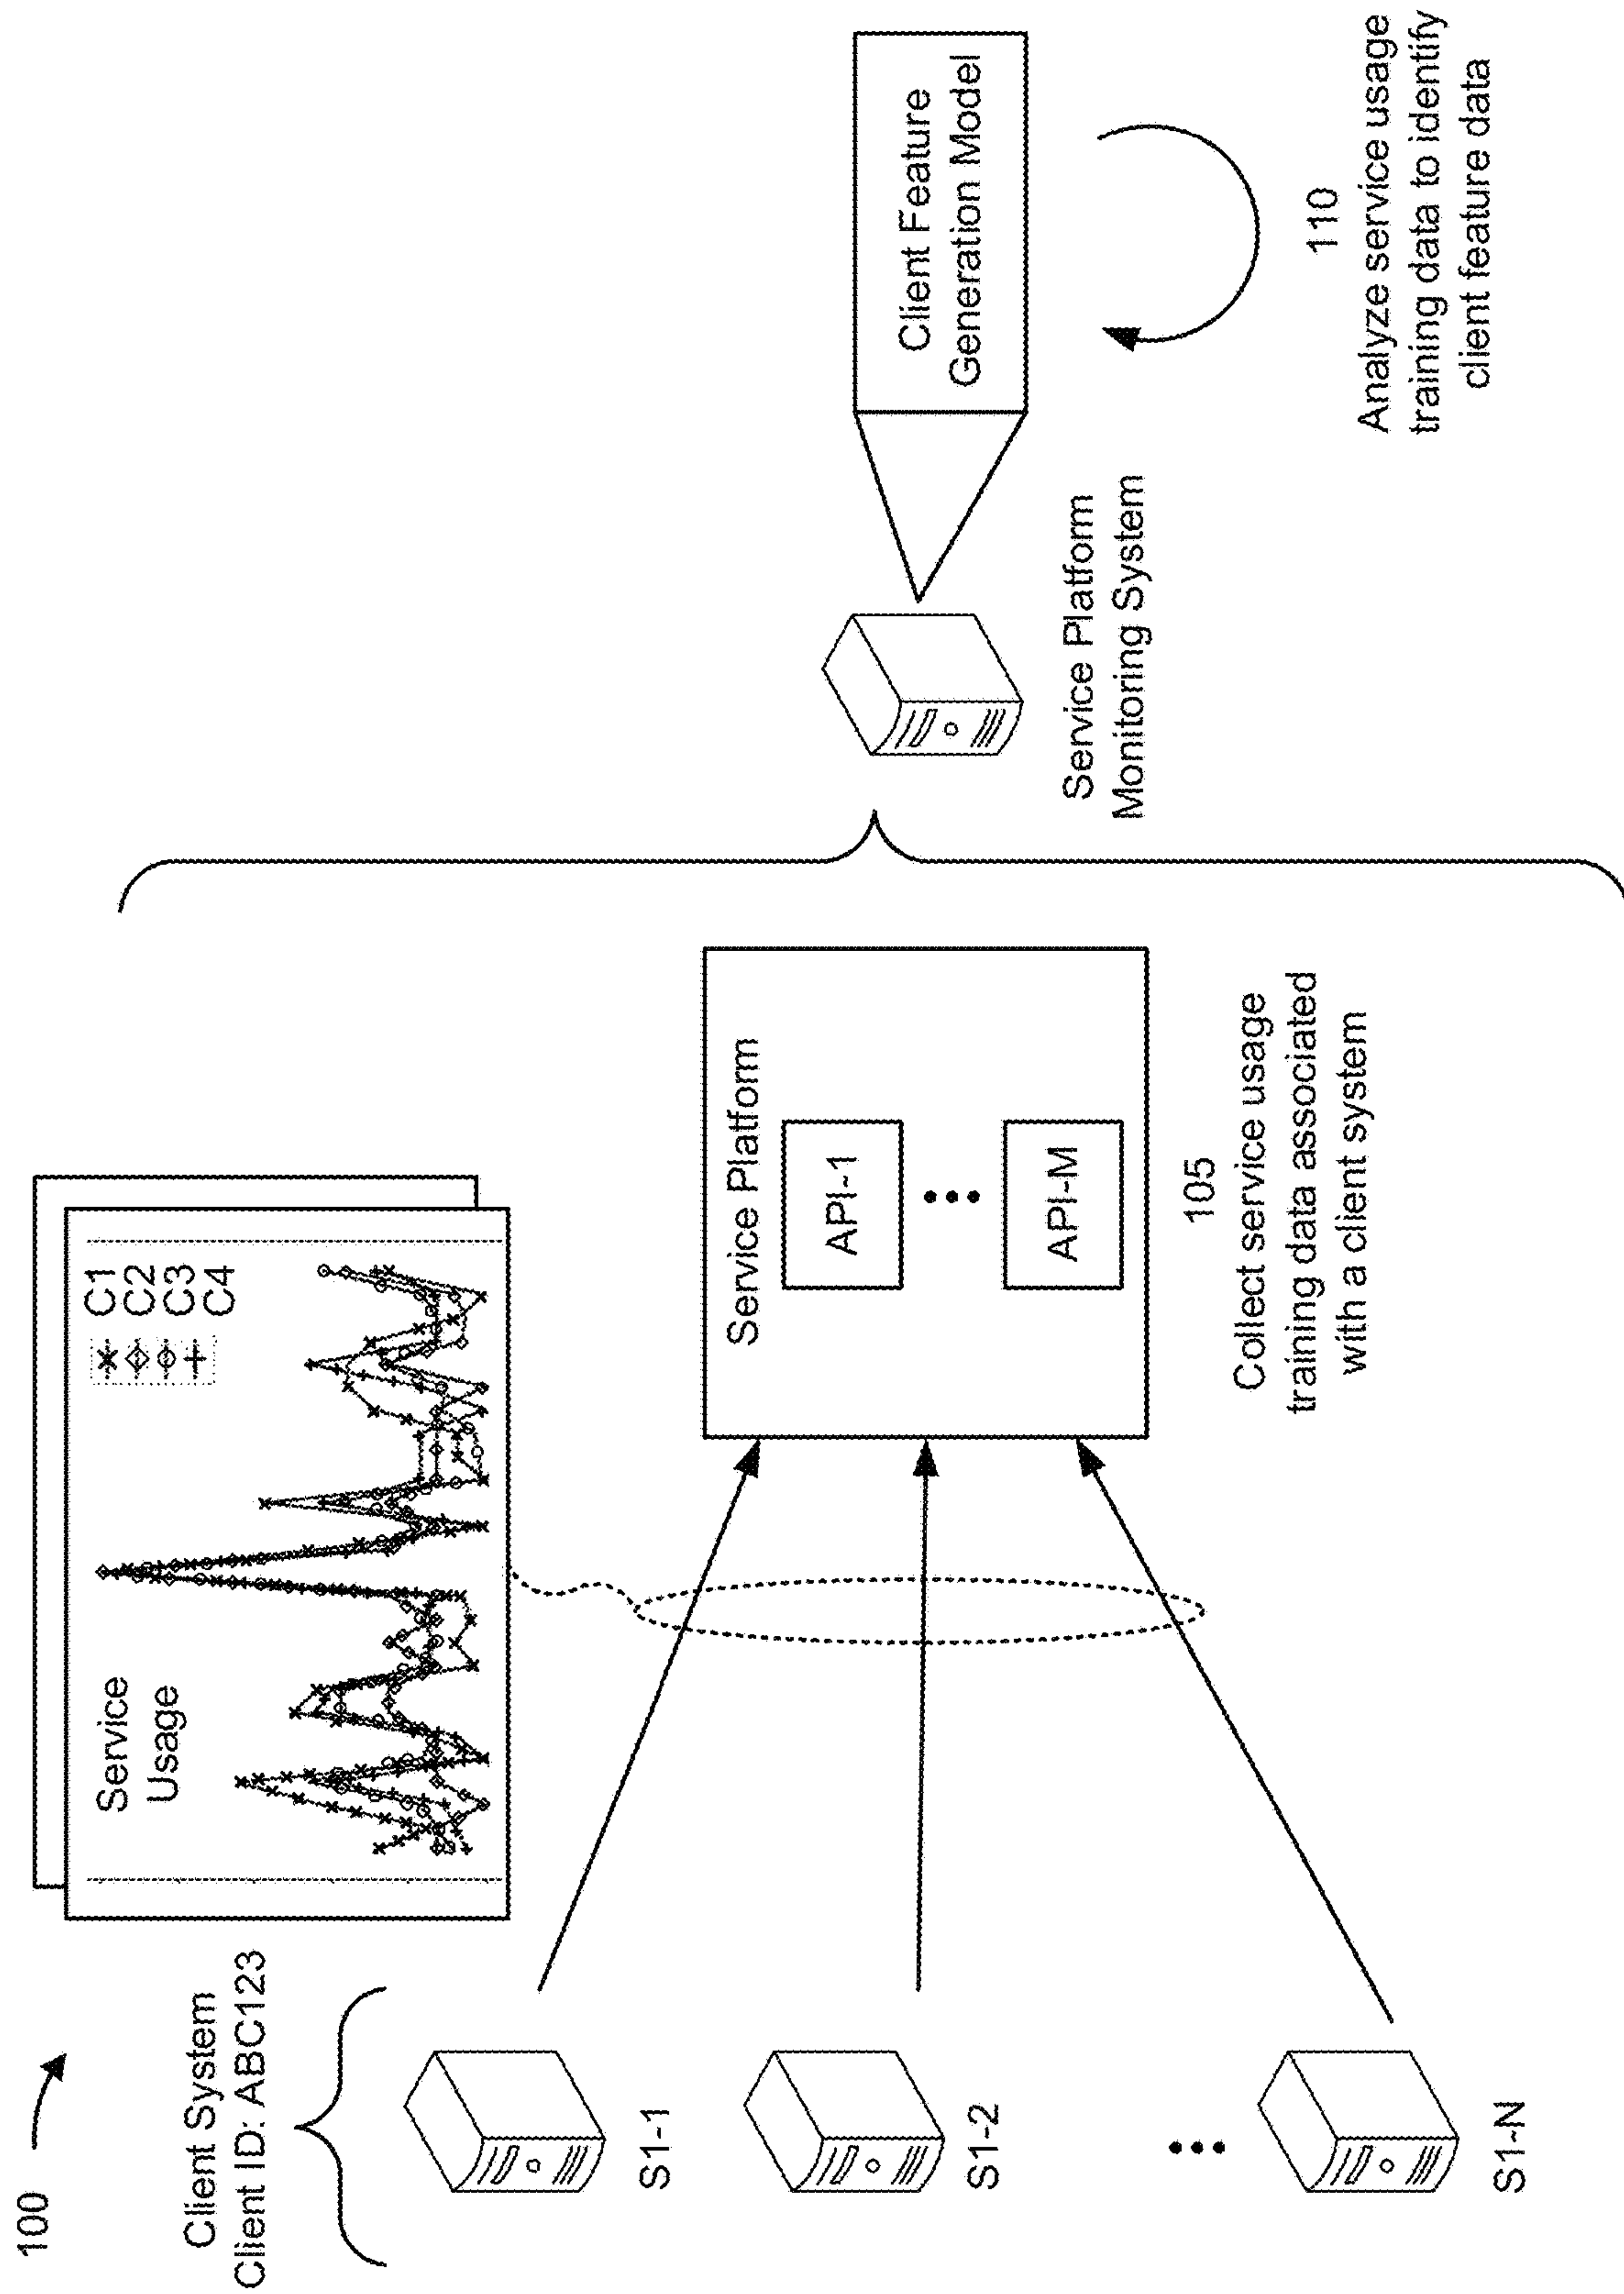 100
Client System
Client ID: ABC123
S1-1
S1-2
S1-N
Service
Usage
C1
C2
C3
C4
Service Platform
API-1
API-M
105
Collect service usage
training data associated
with a client system
Service Platform
Monitoring System
Client Feature
Generation Model
110
Analyze service usage
training data to identify
client feature data